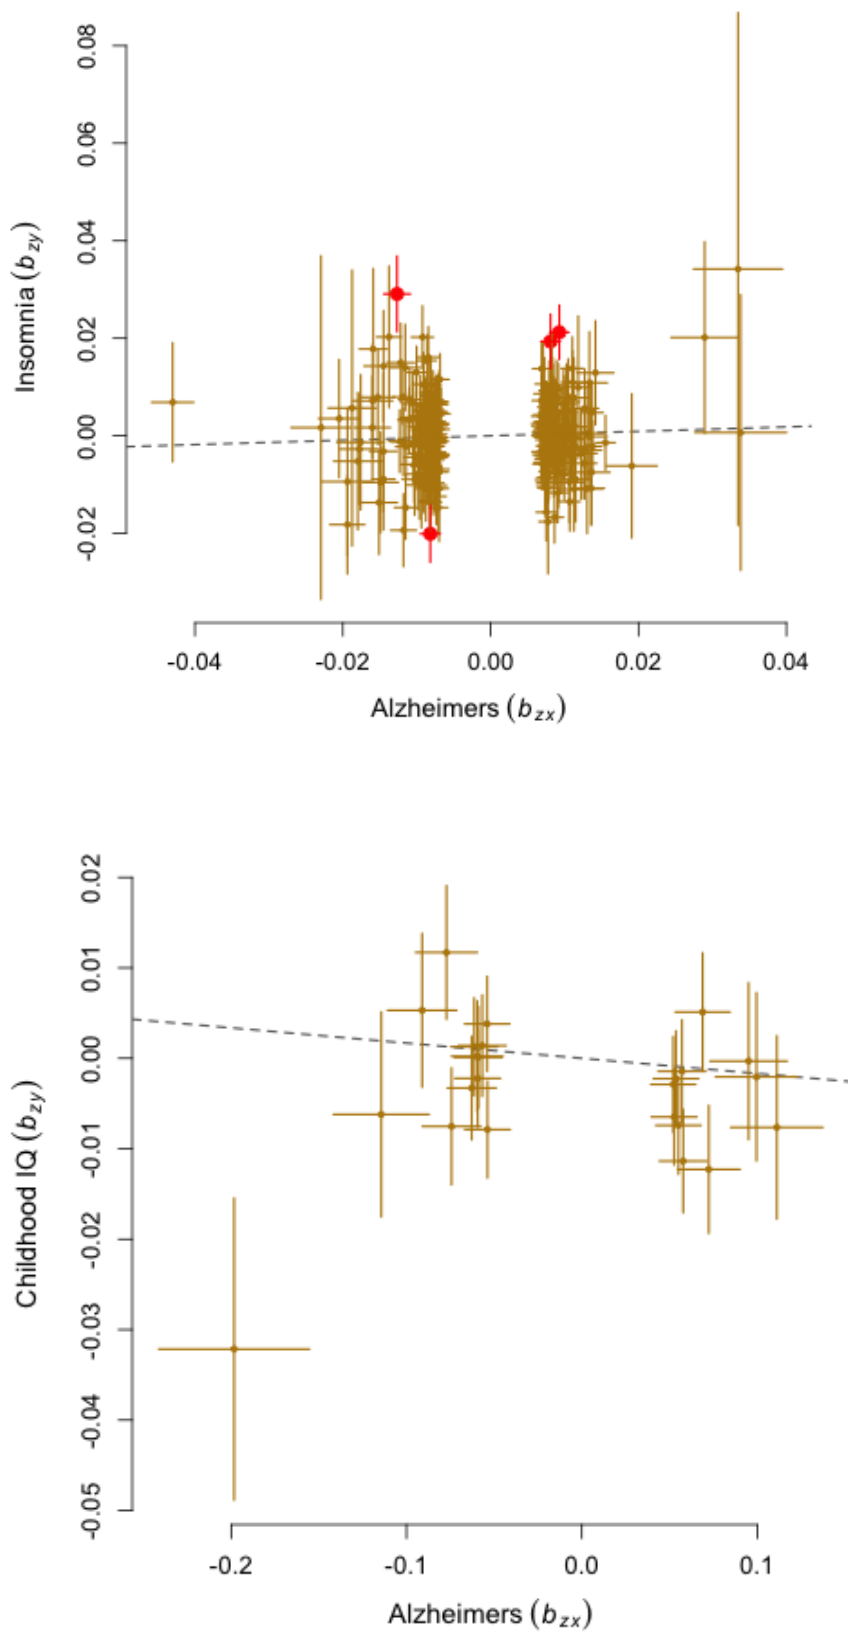 0.08
0.06
0.04
0.02
0.00
-0.02
Insomnia (b_zy)
-0.04 -0.02 0.00 0.02 0.04
Alzheimers (b_zx)
0.02
0.01
0.00
-0.01
-0.02
-0.03
-0.04
-0.05
Childhood IQ (b_zy)
-0.2 -0.1 0.0 0.1
Alzheimers (b_zx)